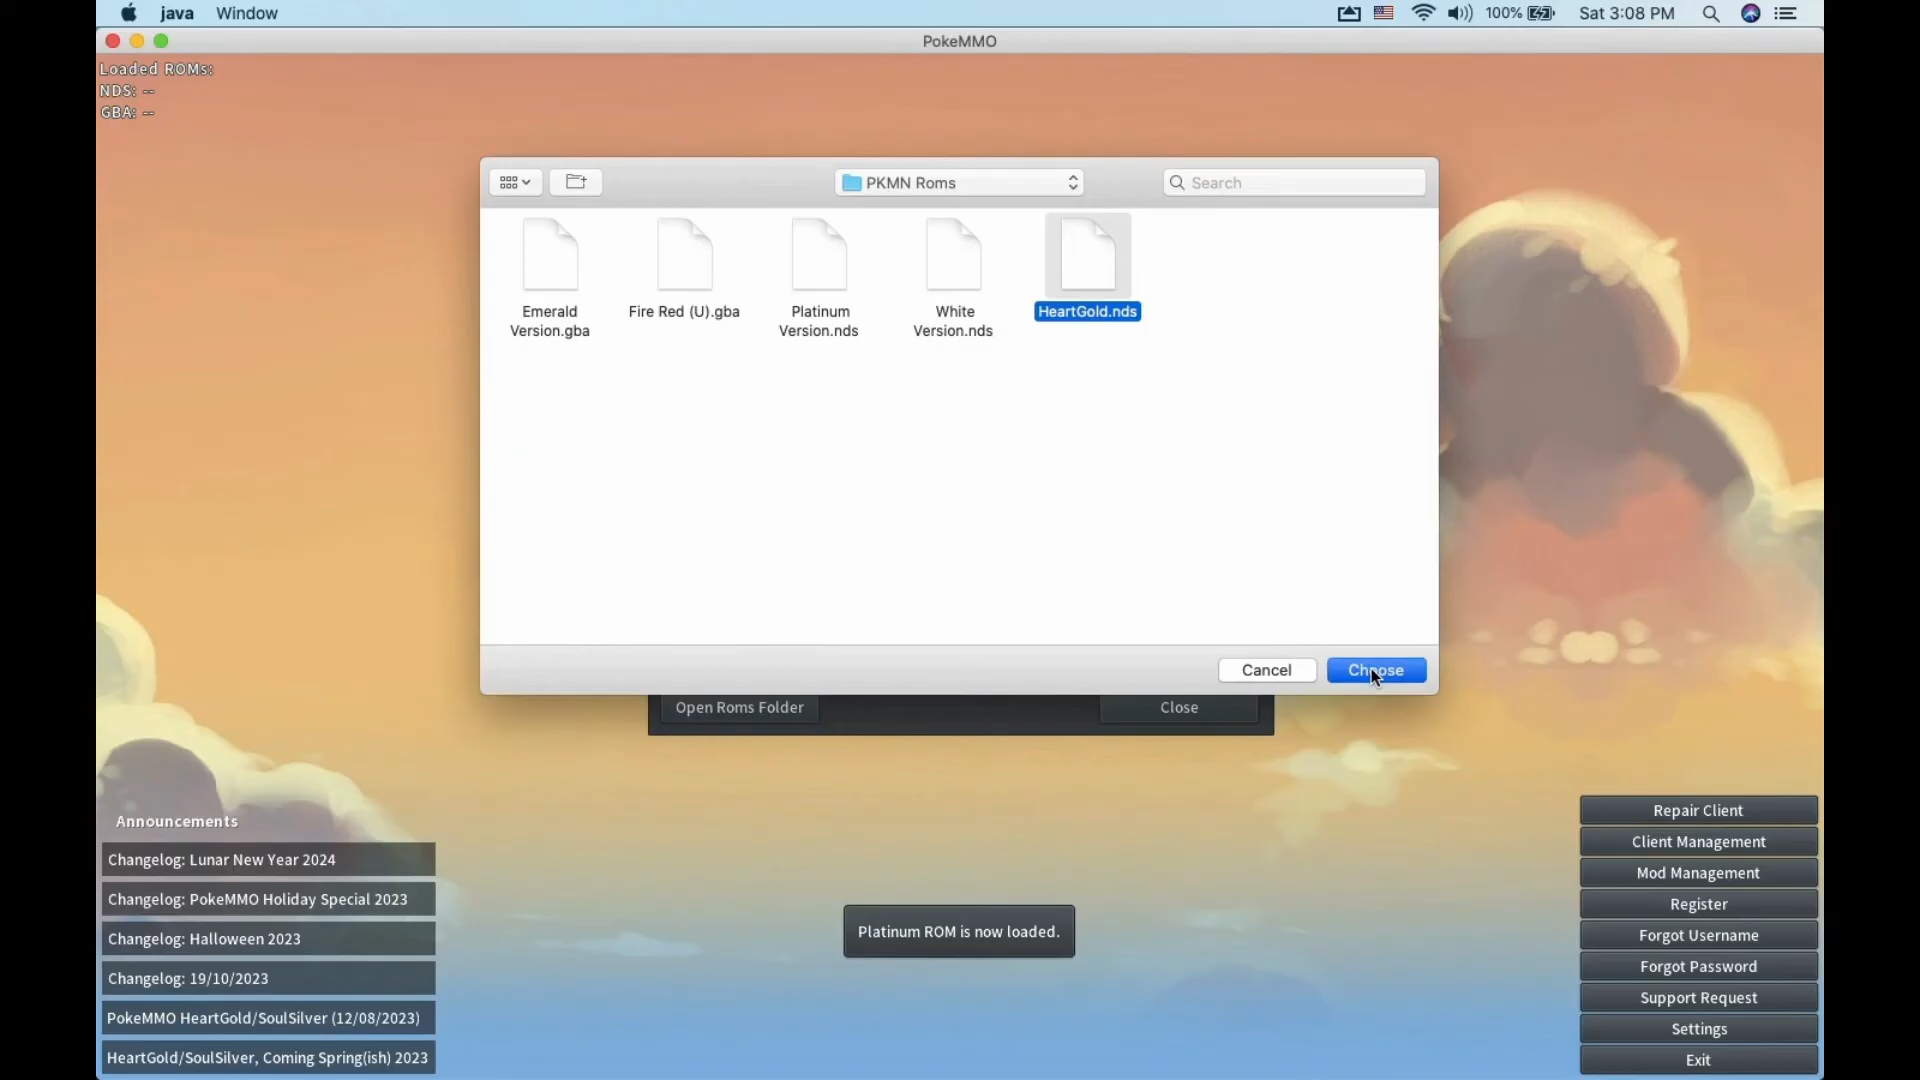 java Window 100% Sat 3:08 PM
PokeMMO
Loaded ROMs:
NDS: --
GBA: --
PKMN Roms
Search
Emerald
Version.gba
Fire Red (U).gba
Platinum
Version.nds
White
Version.nds
HeartGold.nds
Cancel
Choose
Open Roms Folder
Close
Announcements
Changelog: Lunar New Year 2024
Changelog: PokeMMO Holiday Special 2023
Changelog: Halloween 2023
Changelog: 19/10/2023
PokeMMO HeartGold/SoulSilver (12/08/2023)
HeartGold/SoulSilver, Coming Spring(ish) 2023
Platinum ROM is now loaded.
Repair Client
Client Management
Mod Management
Register
Forgot Username
Forgot Password
Support Request
Settings
Exit